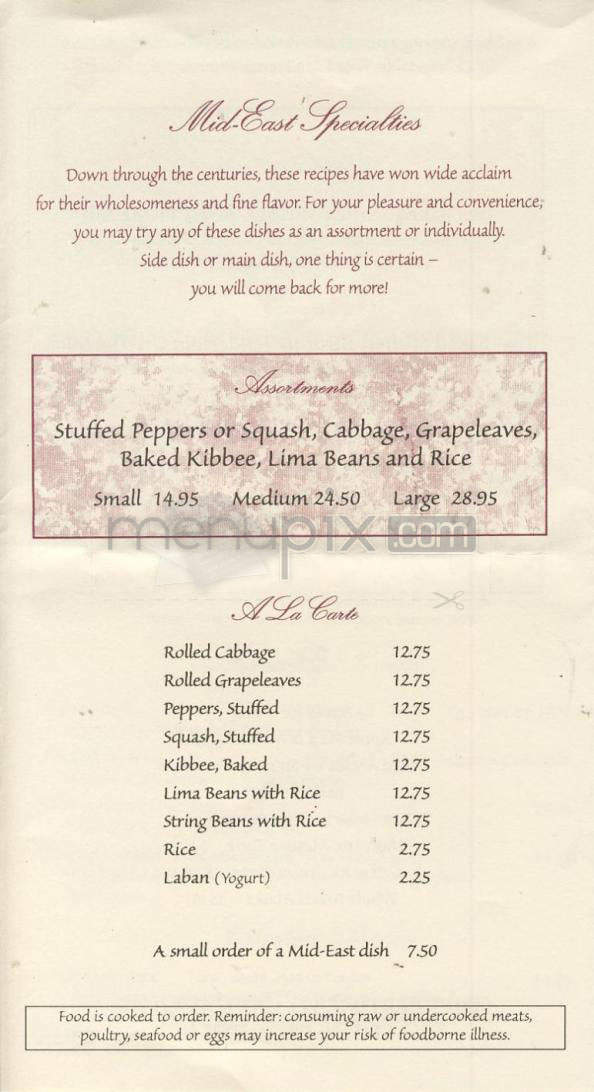 Mid-East Specialties
Down through the centuries, these recipes have won wide acclaim
for their wholesomeness and fine flavor. For your pleasure and convenience,
you may try any of these dishes as an assortment or individually.
Side dish or main dish, one thing is certain –
you will come back for more!
Assortments
Stuffed Peppers or Squash, Cabbage, Grapeleaves,
Baked Kibbee, Lima Beans and Rice
Small 14.95 Medium 24.50 Large 28.95
menupix.com
A La Carte
Rolled Cabbage 12.75
Rolled Grapeleaves 12.75
Peppers, Stuffed 12.75
Squash, Stuffed 12.75
Kibbee, Baked 12.75
Lima Beans with Rice 12.75
String Beans with Rice 12.75
Rice 2.75
Laban (Yogurt) 2.25
A small order of a Mid-East dish 7.50
Food is cooked to order. Reminder: consuming raw or undercooked meats,
poultry, seafood or eggs may increase your risk of foodborne illness.